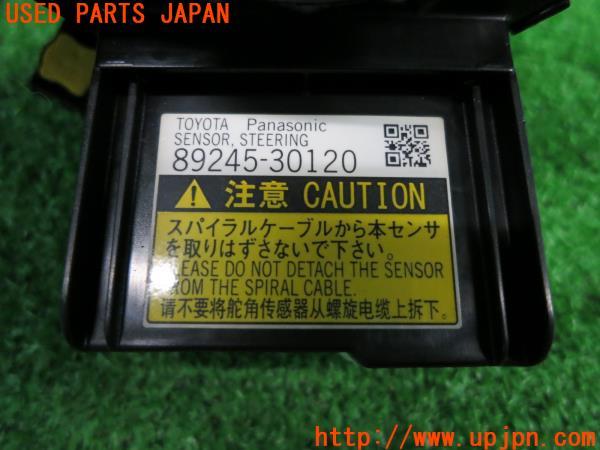 USED PARTS JAPAN
TOYOTA Panasonic
SENSOR, STEERING
89245-30120
注意 CAUTION
スパイラルケーブルから本センサ
を取りはずさないで下さい。
PLEASE DO NOT DETACH THE SENSOR
FROM THE SPIRAL CABLE.
请不要将舵角传感器从螺旋电缆上拆下。
www.upjpn.com